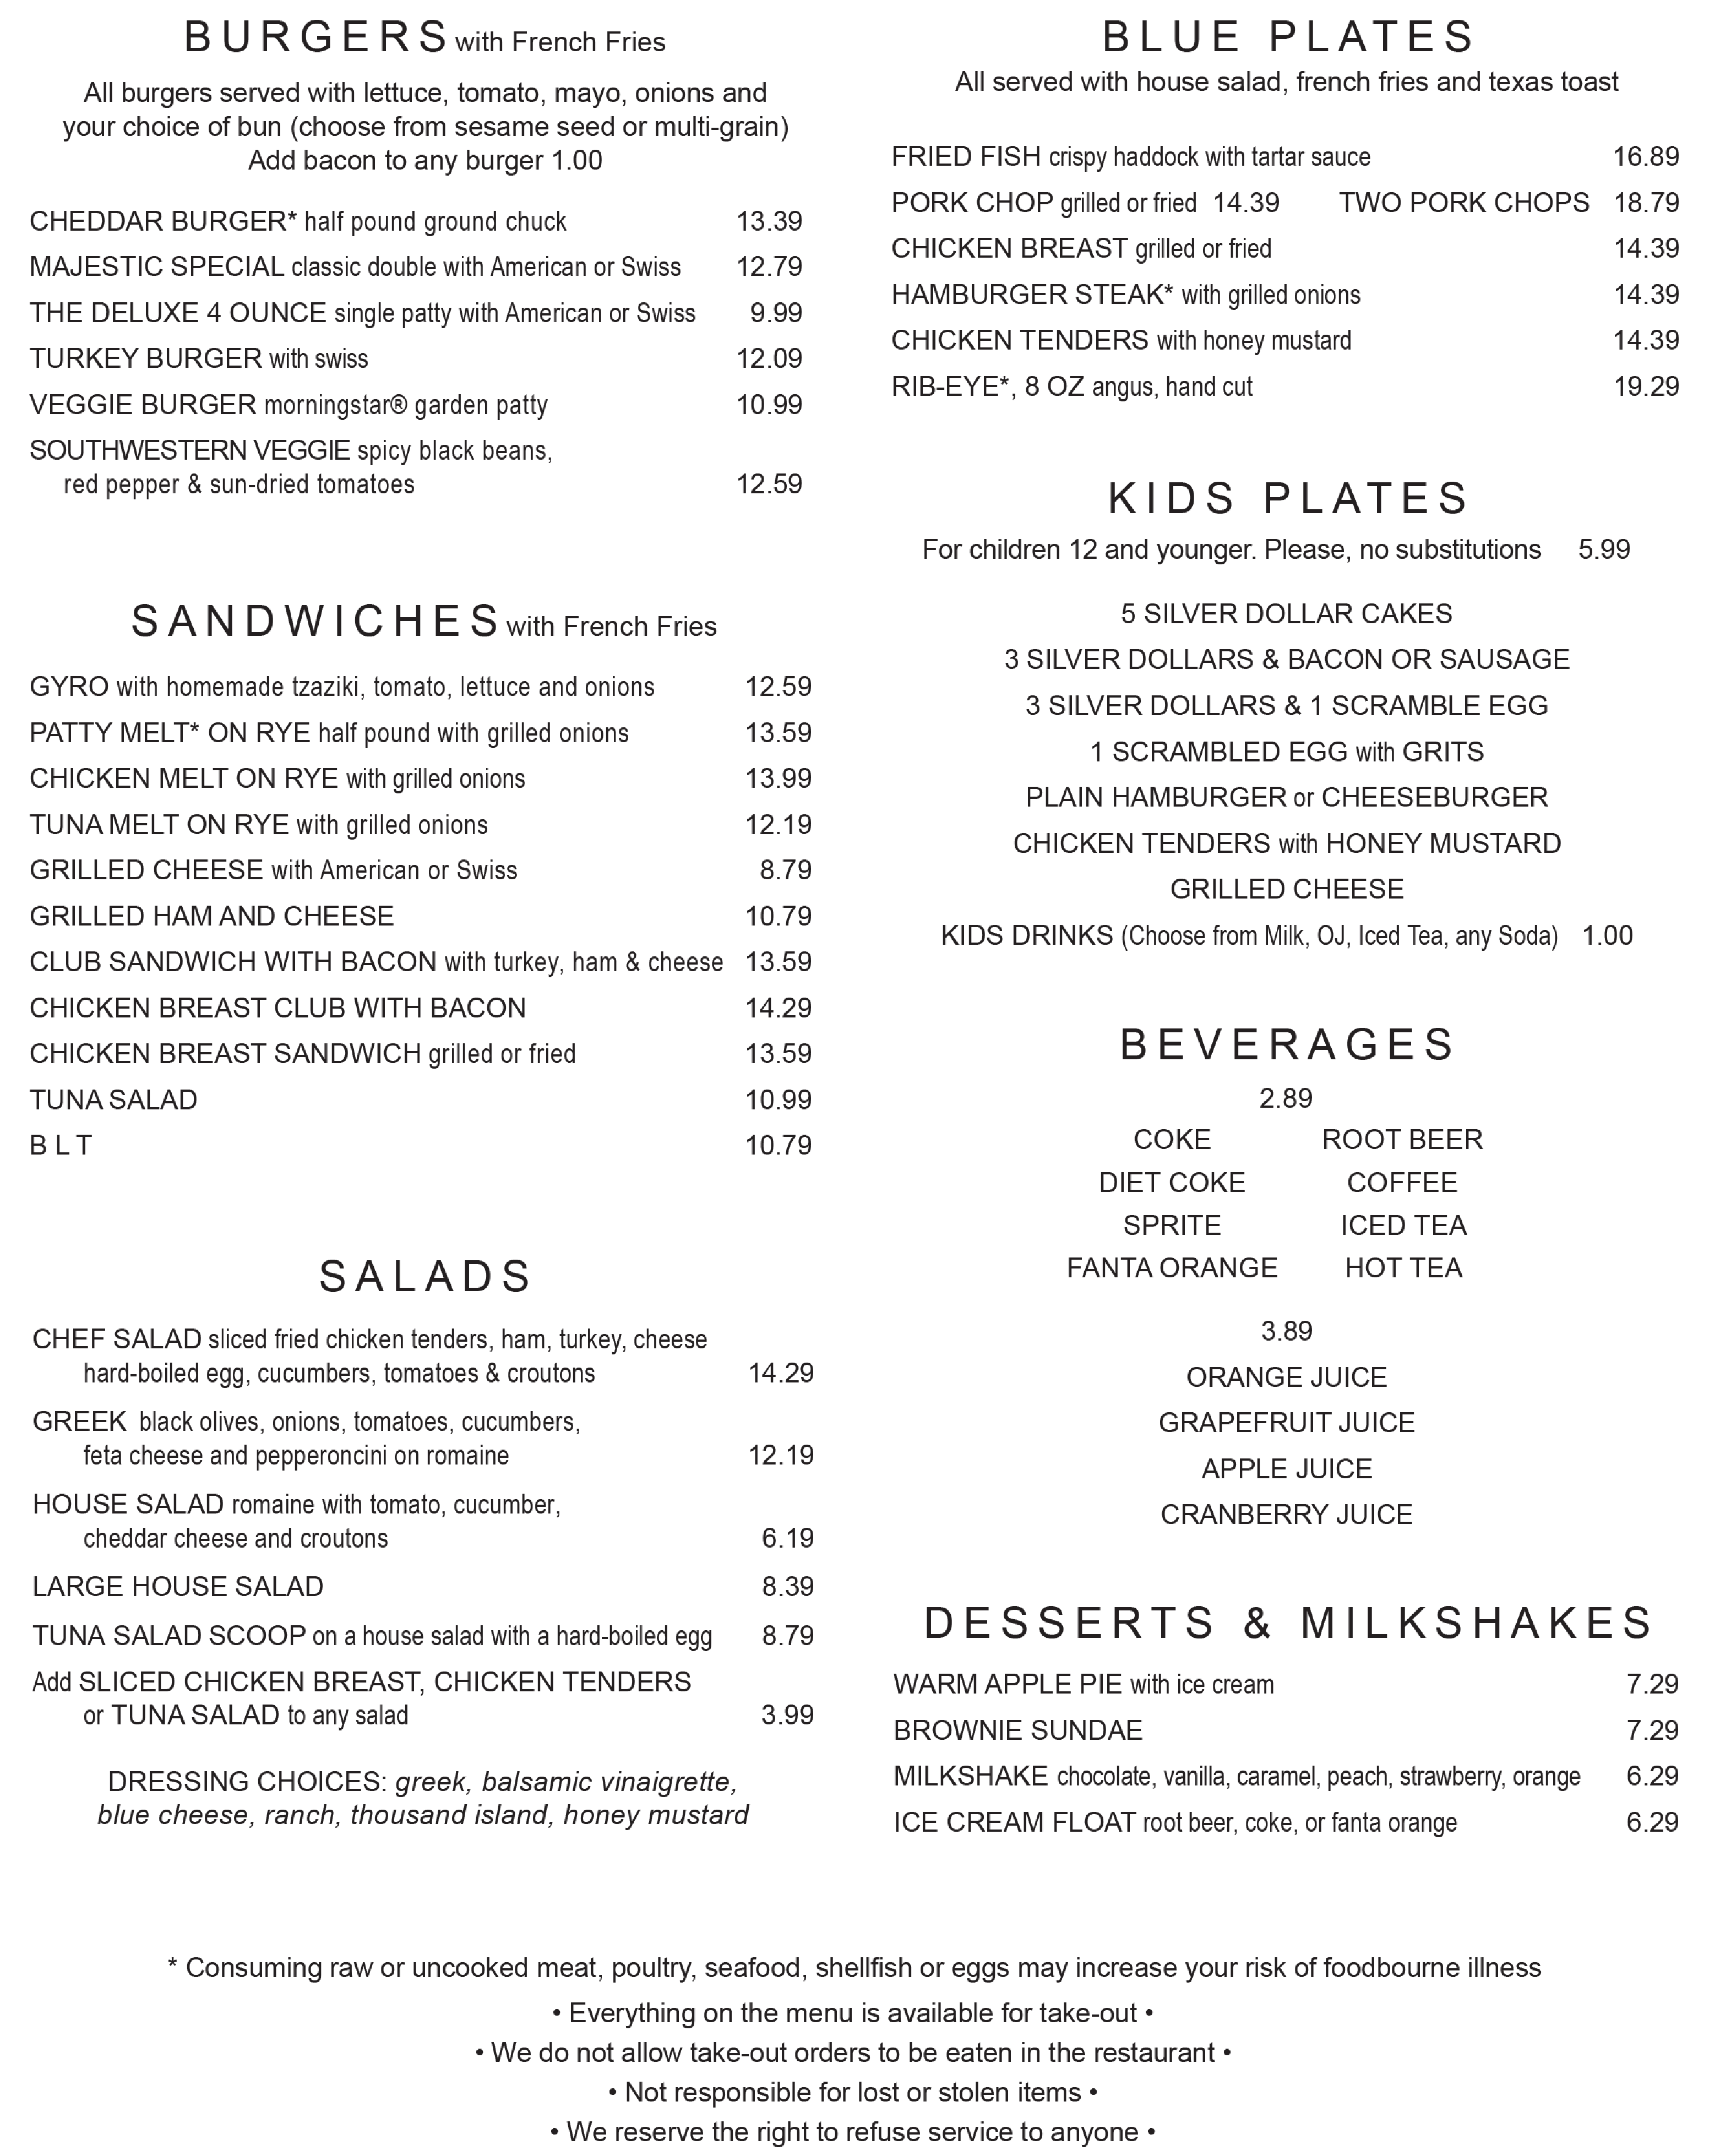 BURGERS with French Fries
All burgers served with lettuce, tomato, mayo, onions and
your choice of bun (choose from sesame seed or multi-grain)
Add bacon to any burger 1.00
CHEDDAR BURGER* half pound ground chuck 13.39
MAJESTIC SPECIAL classic double with American or Swiss 12.79
THE DELUXE 4 OUNCE single patty with American or Swiss 9.99
TURKEY BURGER with swiss 12.09
VEGGIE BURGER morningstar® garden patty 10.99
SOUTHWESTERN VEGGIE spicy black beans,
red pepper & sun-dried tomatoes 12.59
SANDWICHES with French Fries
GYRO with homemade tzaziki, tomato, lettuce and onions 12.59
PATTY MELT* ON RYE half pound with grilled onions 13.59
CHICKEN MELT ON RYE with grilled onions 13.99
TUNA MELT ON RYE with grilled onions 12.19
GRILLED CHEESE with American or Swiss 8.79
GRILLED HAM AND CHEESE 10.79
CLUB SANDWICH WITH BACON with turkey, ham & cheese 13.59
CHICKEN BREAST CLUB WITH BACON 14.29
CHICKEN BREAST SANDWICH grilled or fried 13.59
TUNA SALAD 10.99
B L T 10.79
SALADS
CHEF SALAD sliced fried chicken tenders, ham, turkey, cheese
hard-boiled egg, cucumbers, tomatoes & croutons 14.29
GREEK black olives, onions, tomatoes, cucumbers,
feta cheese and pepperoncini on romaine 12.19
HOUSE SALAD romaine with tomato, cucumber,
cheddar cheese and croutons 6.19
LARGE HOUSE SALAD 8.39
TUNA SALAD SCOOP on a house salad with a hard-boiled egg 8.79
Add SLICED CHICKEN BREAST, CHICKEN TENDERS
or TUNA SALAD to any salad 3.99
DRESSING CHOICES: greek, balsamic vinaigrette,
blue cheese, ranch, thousand island, honey mustard
BLUE PLATES
All served with house salad, french fries and texas toast
FRIED FISH crispy haddock with tartar sauce 16.89
PORK CHOP grilled or fried 14.39 TWO PORK CHOPS 18.79
CHICKEN BREAST grilled or fried 14.39
HAMBURGER STEAK* with grilled onions 14.39
CHICKEN TENDERS with honey mustard 14.39
RIB-EYE*, 8 OZ angus, hand cut 19.29
KIDS PLATES
For children 12 and younger. Please, no substitutions 5.99
5 SILVER DOLLAR CAKES
3 SILVER DOLLARS & BACON OR SAUSAGE
3 SILVER DOLLARS & 1 SCRAMBLE EGG
1 SCRAMBLED EGG with GRITS
PLAIN HAMBURGER or CHEESEBURGER
CHICKEN TENDERS with HONEY MUSTARD
GRILLED CHEESE
KIDS DRINKS (Choose from Milk, OJ, Iced Tea, any Soda) 1.00
BEVERAGES
2.89
COKE ROOT BEER
DIET COKE COFFEE
SPRITE ICED TEA
FANTA ORANGE HOT TEA
3.89
ORANGE JUICE
GRAPEFRUIT JUICE
APPLE JUICE
CRANBERRY JUICE
DESSERTS & MILKSHAKES
WARM APPLE PIE with ice cream 7.29
BROWNIE SUNDAE 7.29
MILKSHAKE chocolate, vanilla, caramel, peach, strawberry, orange 6.29
ICE CREAM FLOAT root beer, coke, or fanta orange 6.29
* Consuming raw or uncooked meat, poultry, seafood, shellfish or eggs may increase your risk of foodbourne illness
• Everything on the menu is available for take-out •
• We do not allow take-out orders to be eaten in the restaurant •
• Not responsible for lost or stolen items •
• We reserve the right to refuse service to anyone •